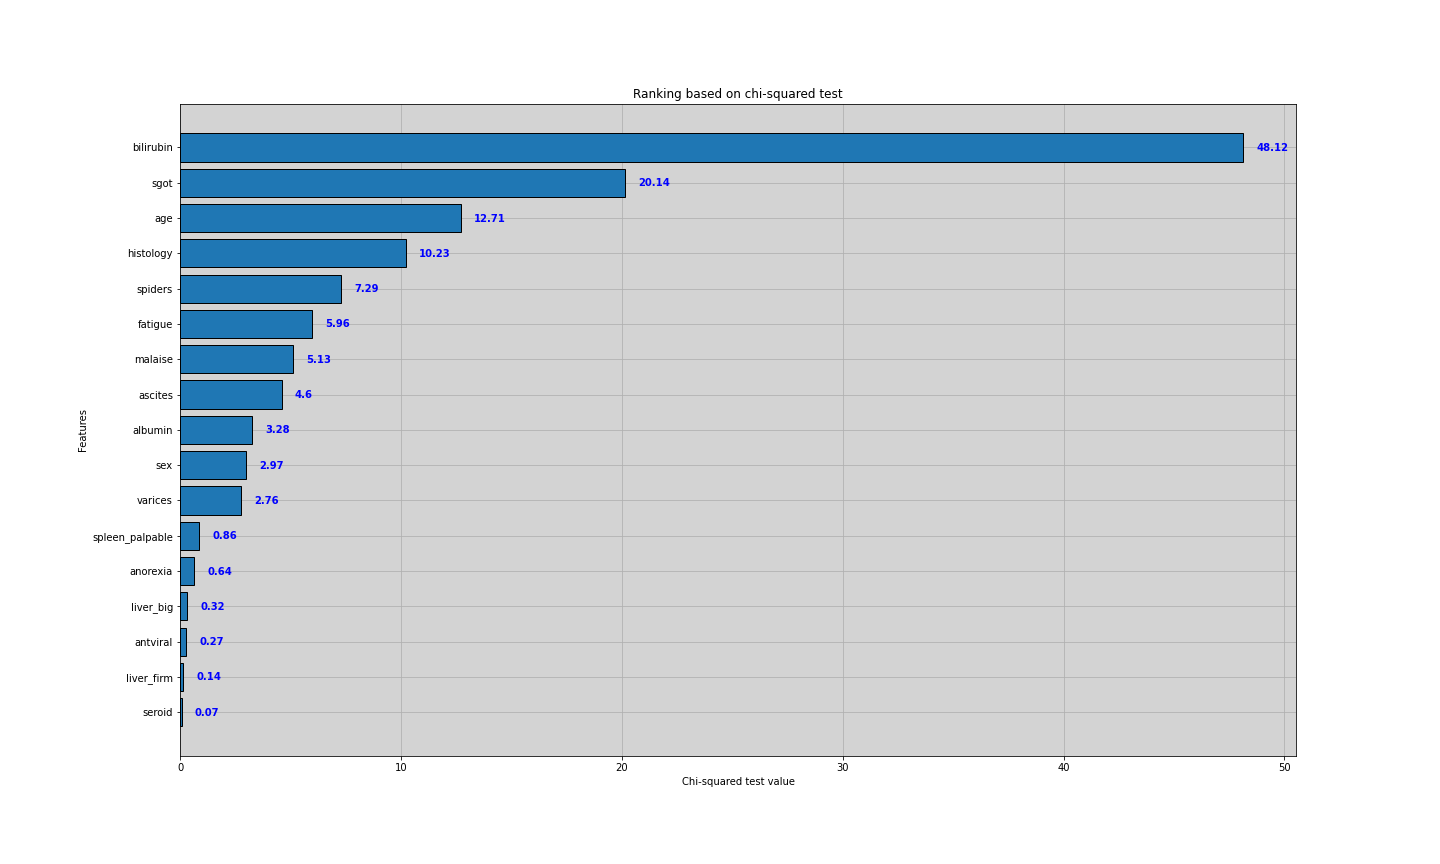 Ranking based on chi-squared test
bilirubin 48.12
sgot 20.14
age 12.71
histology 10.23
spiders 7.29
fatigue 5.96
malaise 5.13
ascites 4.6
albumin 3.28
sex 2.97
varices 2.76
spleen_palpable 0.86
anorexia 0.64
liver_big 0.32
antviral 0.27
liver_firm 0.14
seroid 0.07
Features
0 10 20 30 40 50
Chi-squared test value